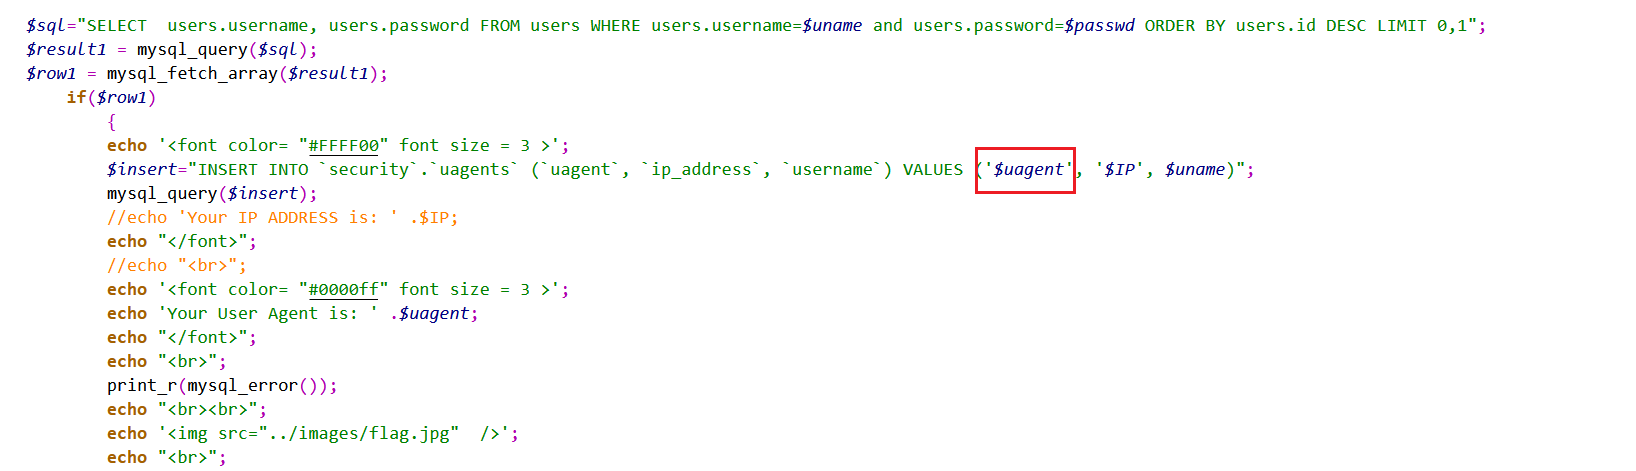 $sql="SELECT  users.username, users.password FROM users WHERE users.username=$uname and users.password=$passwd ORDER BY users.id DESC LIMIT 0,1";
$result1 = mysql_query($sql);
$row1 = mysql_fetch_array($result1);
if($row1)
{
echo '<font color= "#FFFF00" font size = 3 >';
$insert="INSERT INTO `security`.`uagents` (`uagent`, `ip_address`, `username`) VALUES ('$uagent', '$IP', $uname)";
mysql_query($insert);
//echo 'Your IP ADDRESS is: ' .$IP;
echo "</font>";
//echo "<br>";
echo '<font color= "#0000ff" font size = 3 >';
echo 'Your User Agent is: ' .$uagent;
echo "</font>";
echo "<br>";
print_r(mysql_error());
echo "<br><br>";
echo '<img src="../images/flag.jpg"  />';
echo "<br>";